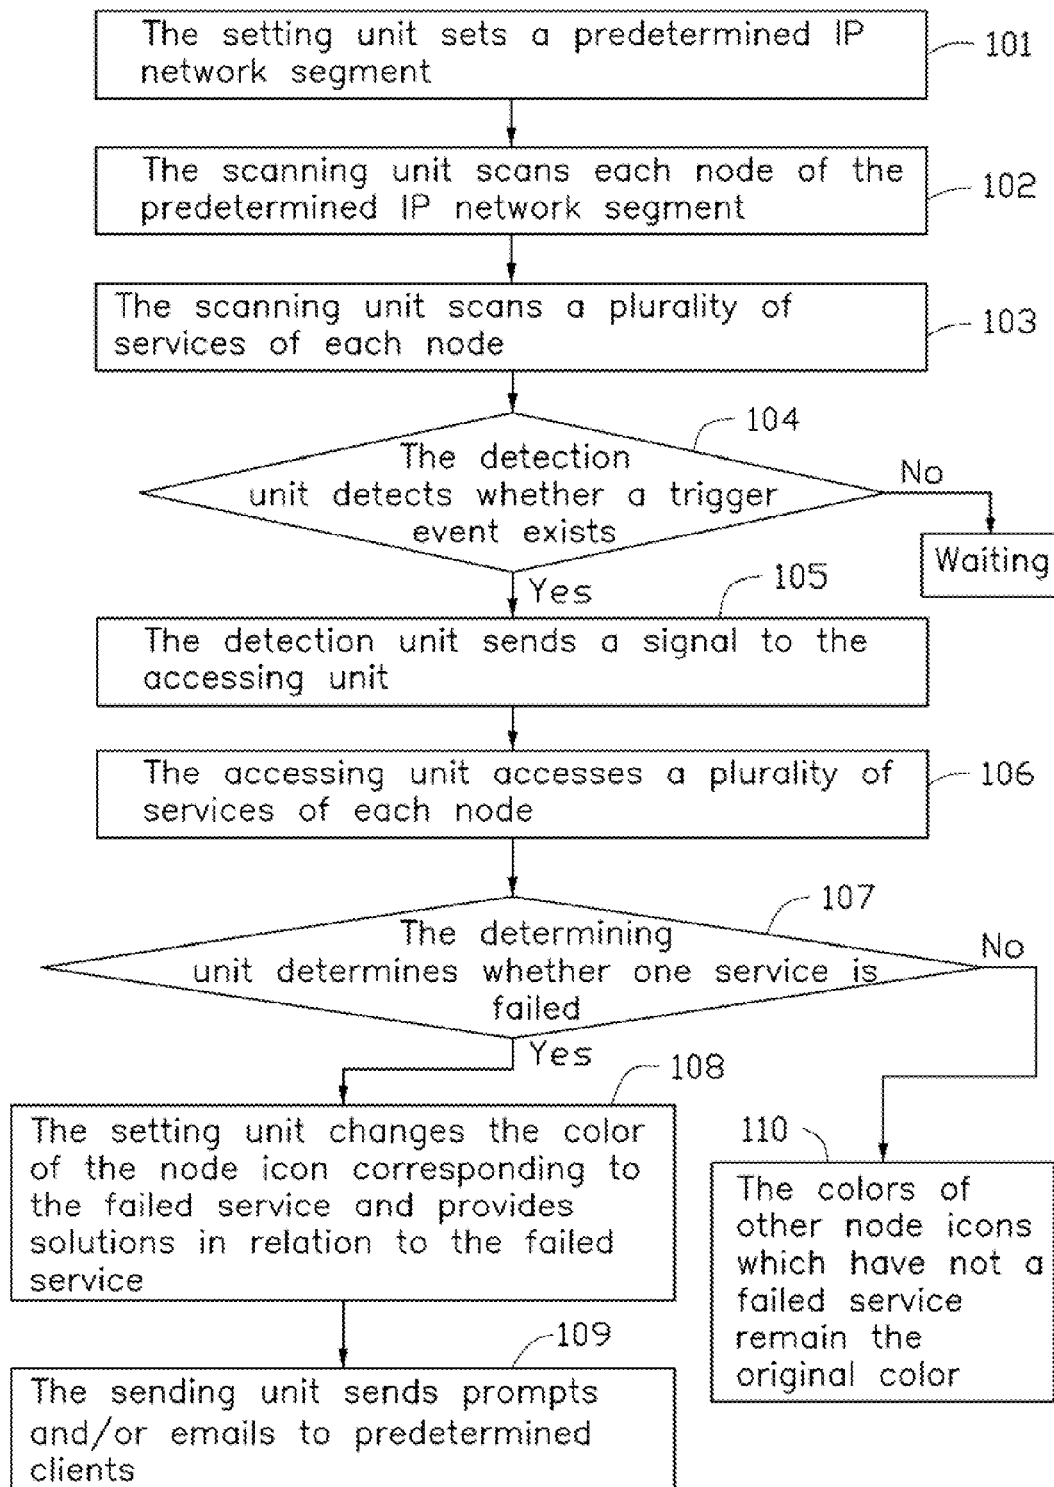 The setting unit sets a predetermined IP
network segment
101
The scanning unit scans each node of the
predetermined IP network segment
102
The scanning unit scans a plurality of
services of each node
103
104
The detection
unit detects whether a trigger
event exists
No
Waiting
Yes
105
The detection unit sends a signal to the
accessing unit
The accessing unit accesses a plurality of
services of each node
106
107
The determining
unit determines whether one service is
failed
No
Yes
108
The setting unit changes the color
of the node icon corresponding to
the failed service and provides
solutions in relation to the failed
service
110
The colors of
other node icons
which have not a
failed service
remain the
original color
109
The sending unit sends prompts
and/or emails to predetermined
clients